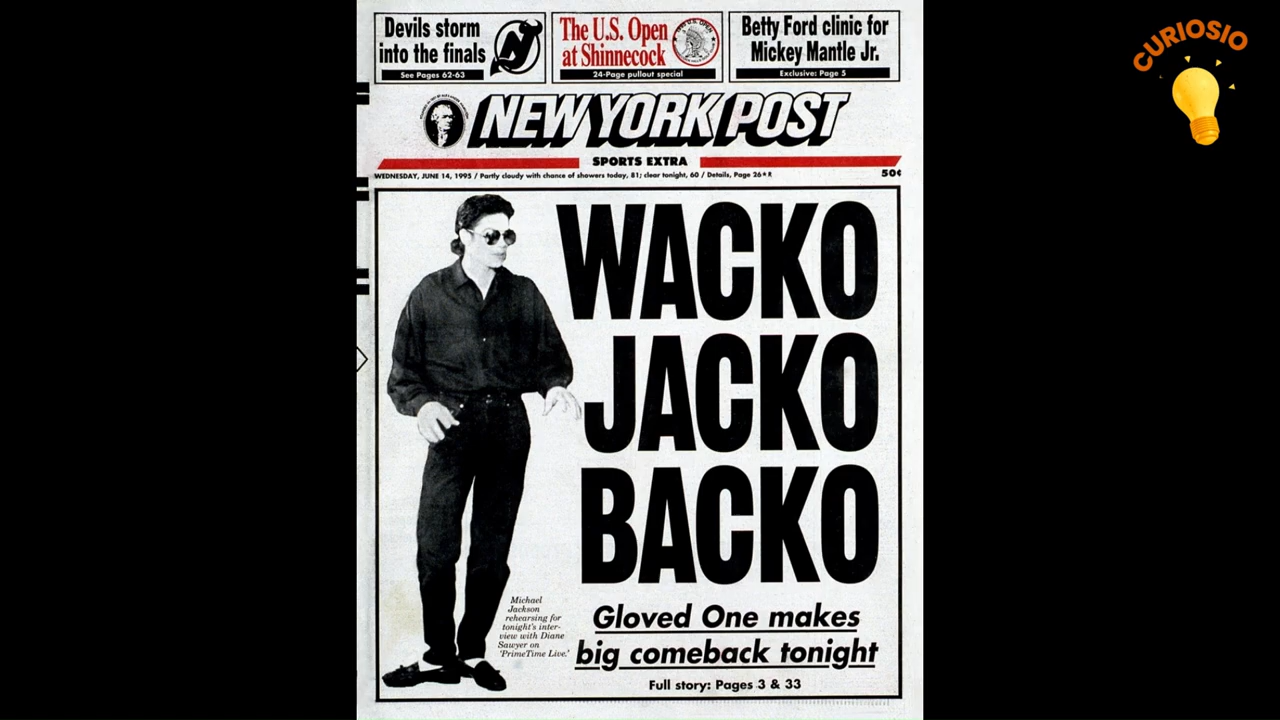 Devils storm
into the finals
See Pages 62-63
The U.S. Open
at Shinnecock
24-Page pullout special
Betty Ford clinic for
Mickey Mantle Jr.
Exclusive: Page 5
CURIOSIO
NEW YORK POST
SPORTS EXTRA
WEDNESDAY, JUNE 14, 1995 / Partly cloudy with chance of showers today, 81; clear tonight, 60 / Details, Page 26 ★ R
50¢
WACKO
JACKO
BACKO
Michael
Jackson
rehearsing for
tonight's inter-
view with Diane
Sawyer on
'PrimeTime Live.'
Gloved One makes
big comeback tonight
Full story: Pages 3 & 33